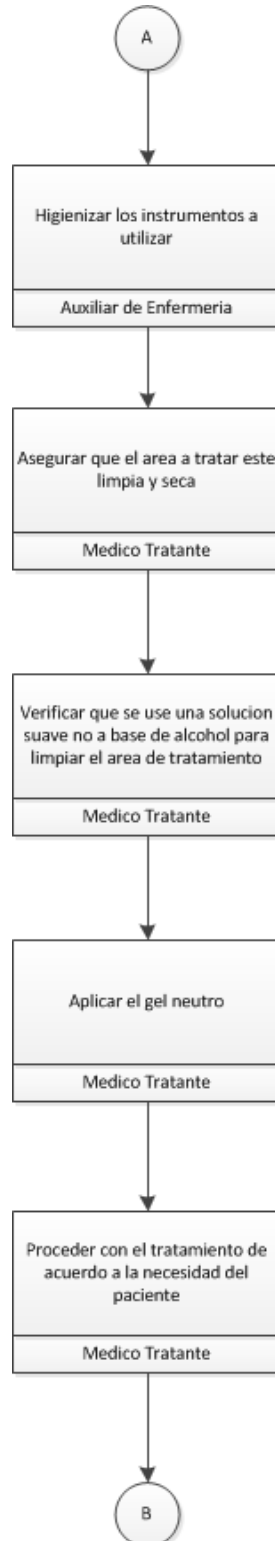 A
Higienizar los instrumentos a
utilizar
Auxiliar de Enfermeria
Asegurar que el area a tratar este
limpia y seca
Medico Tratante
Verificar que se use una solucion
suave no a base de alcohol para
limpiar el area de tratamiento
Medico Tratante
Aplicar el gel neutro
Medico Tratante
Proceder con el tratamiento de
acuerdo a la necesidad del
paciente
Medico Tratante
B